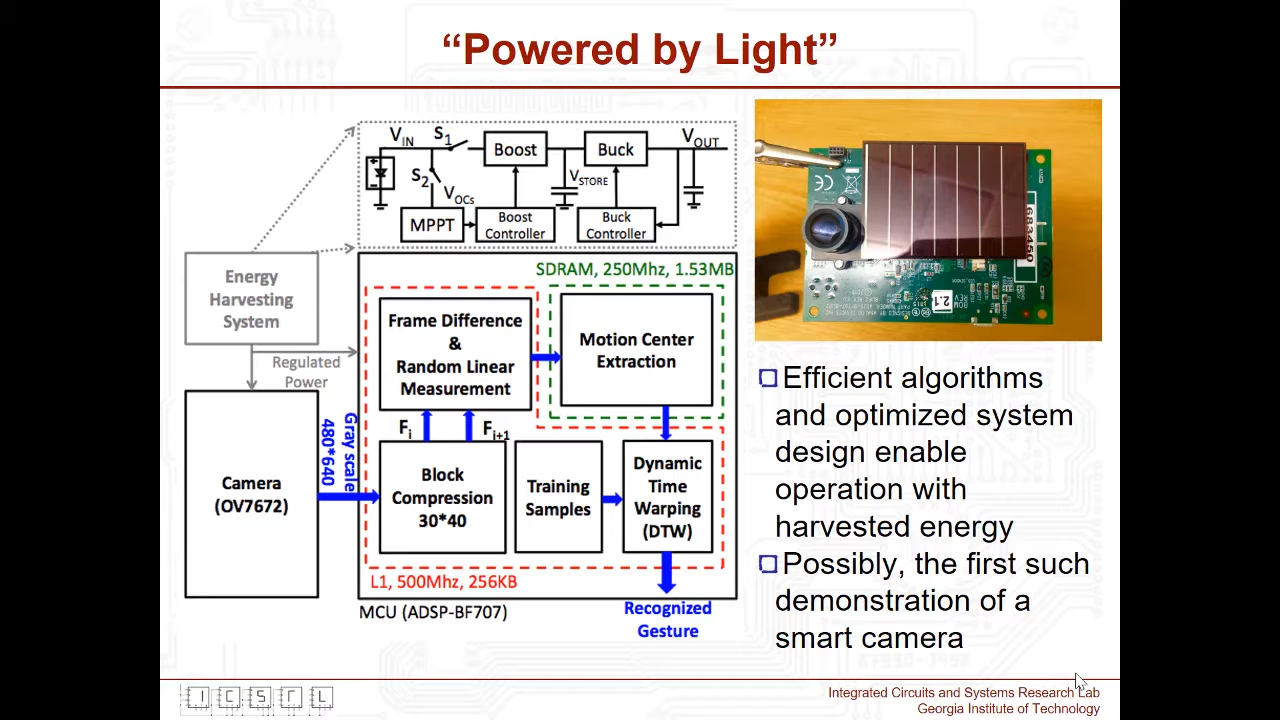 “Powered by Light”
V_IN
S_1
Boost
Buck
V_OUT
S_2
V_OCs
V_STORE
MPPT
Boost
Controller
Buck
Controller
Energy
Harvesting
System
Regulated
Power
SDRAM, 250Mhz, 1.53MB
Frame Difference
&
Random Linear
Measurement
Motion Center
Extraction
F_i
F_i+1
Camera
(OV7672)
Gray scale
480*640
Block
Compression
30*40
Training
Samples
Dynamic
Time
Warping
(DTW)
L1, 500Mhz, 256KB
MCU (ADSP-BF707)
Recognized
Gesture
CE
683450
2.1
Efficient algorithms
and optimized system
design enable
operation with
harvested energy
Possibly, the first such
demonstration of a
smart camera
ICSRL
Integrated Circuits and Systems Research Lab
Georgia Institute of Technology